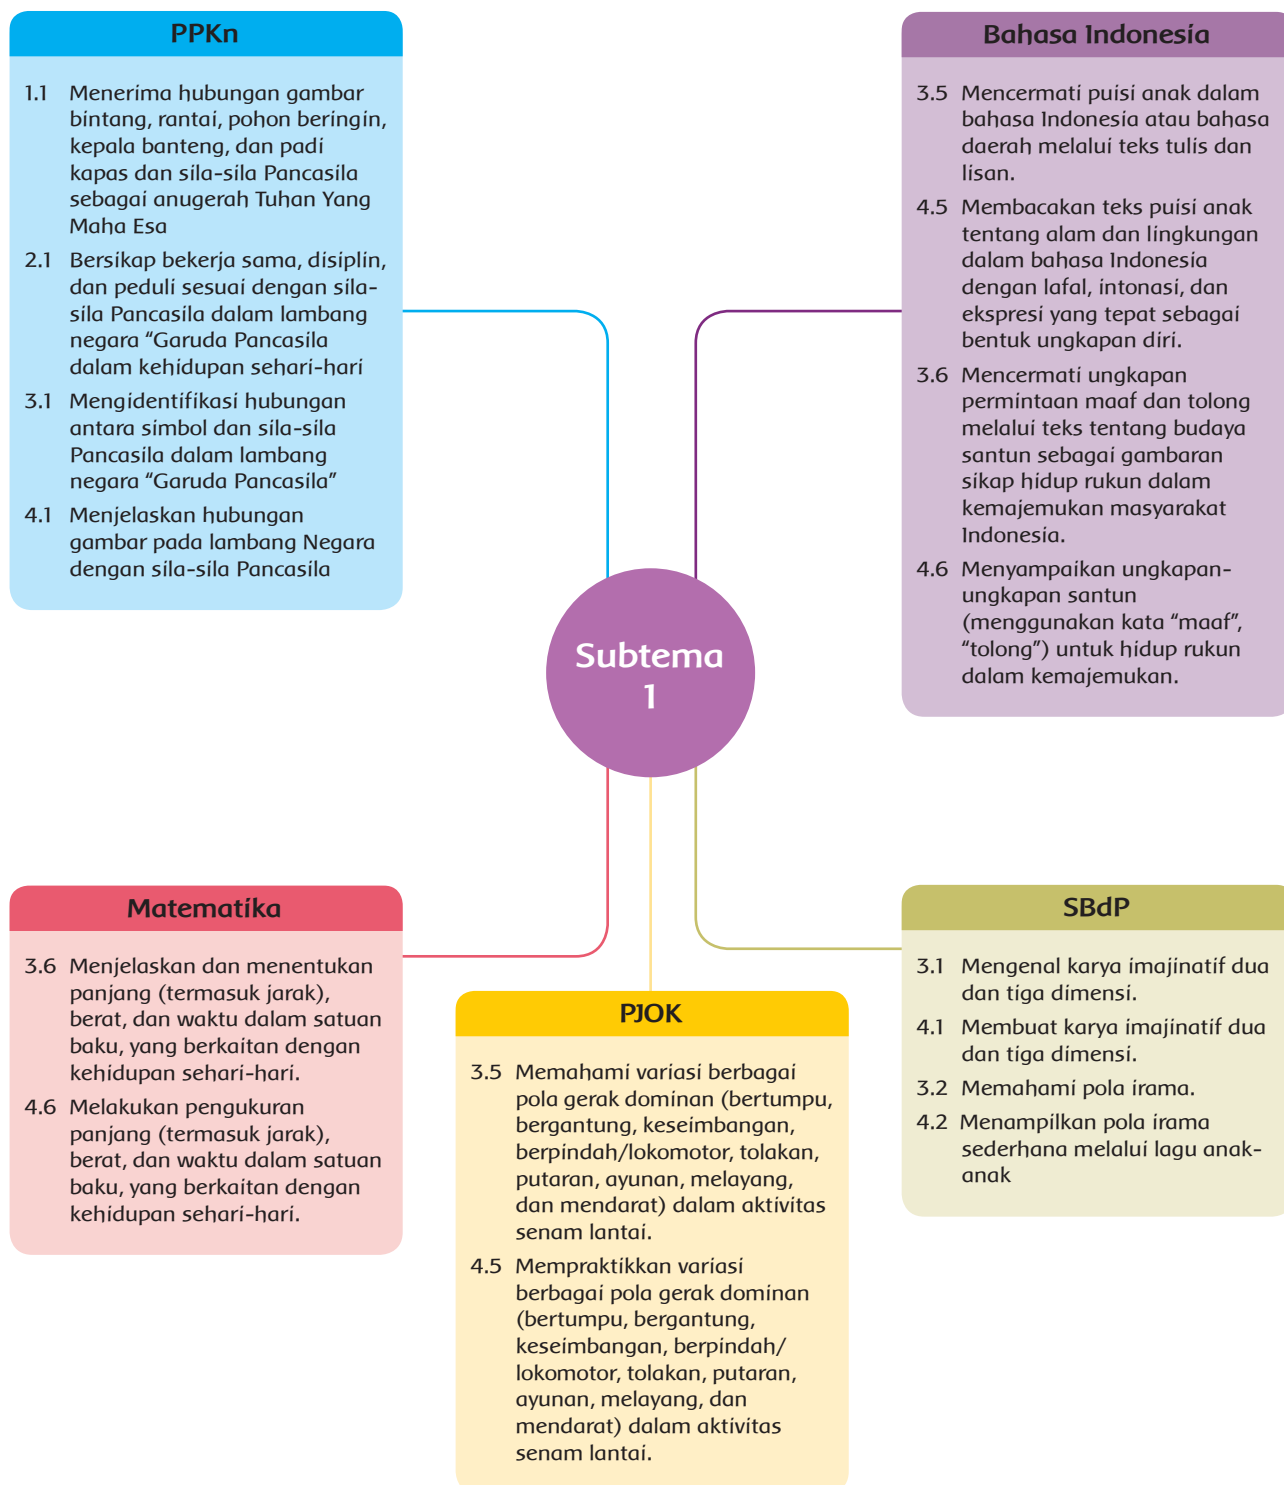 PPKn
1.1 Menerima hubungan gambar
bintang, rantai, pohon beringin,
kepala banteng, dan padi
kapas dan sila-sila Pancasila
sebagai anugerah Tuhan Yang
Maha Esa
2.1 Bersikap bekerja sama, disiplin,
dan peduli sesuai dengan sila-
sila Pancasila dalam lambang
negara “Garuda Pancasila
dalam kehidupan sehari-hari
3.1 Mengidentifikasi hubungan
antara simbol dan sila-sila
Pancasila dalam lambang
negara “Garuda Pancasila”
4.1 Menjelaskan hubungan
gambar pada lambang Negara
dengan sila-sila Pancasila
Bahasa Indonesia
3.5 Mencermati puisi anak dalam
bahasa Indonesia atau bahasa
daerah melalui teks tulis dan
lisan.
4.5 Membacakan teks puisi anak
tentang alam dan lingkungan
dalam bahasa Indonesia
dengan lafal, intonasi, dan
ekspresi yang tepat sebagai
bentuk ungkapan diri.
3.6 Mencermati ungkapan
permintaan maaf dan tolong
melalui teks tentang budaya
santun sebagai gambaran
sikap hidup rukun dalam
kemajemukan masyarakat
Indonesia.
4.6 Menyampaikan ungkapan-
ungkapan santun
(menggunakan kata “maaf”,
“tolong”) untuk hidup rukun
dalam kemajemukan.
Subtema
1
Matematika
3.6 Menjelaskan dan menentukan
panjang (termasuk jarak),
berat, dan waktu dalam satuan
baku, yang berkaitan dengan
kehidupan sehari-hari.
4.6 Melakukan pengukuran
panjang (termasuk jarak),
berat, dan waktu dalam satuan
baku, yang berkaitan dengan
kehidupan sehari-hari.
PJOK
3.5 Memahami variasi berbagai
pola gerak dominan (bertumpu,
bergantung, keseimbangan,
berpindah/lokomotor, tolakan,
putaran, ayunan, melayang,
dan mendarat) dalam aktivitas
senam lantai.
4.5 Mempraktikkan variasi
berbagai pola gerak dominan
(bertumpu, bergantung,
keseimbangan, berpindah/
lokomotor, tolakan, putaran,
ayunan, melayang, dan
mendarat) dalam aktivitas
senam lantai.
SBdP
3.1 Mengenal karya imajinatif dua
dan tiga dimensi.
4.1 Membuat karya imajinatif dua
dan tiga dimensi.
3.2 Memahami pola irama.
4.2 Menampilkan pola irama
sederhana melalui lagu anak-
anak